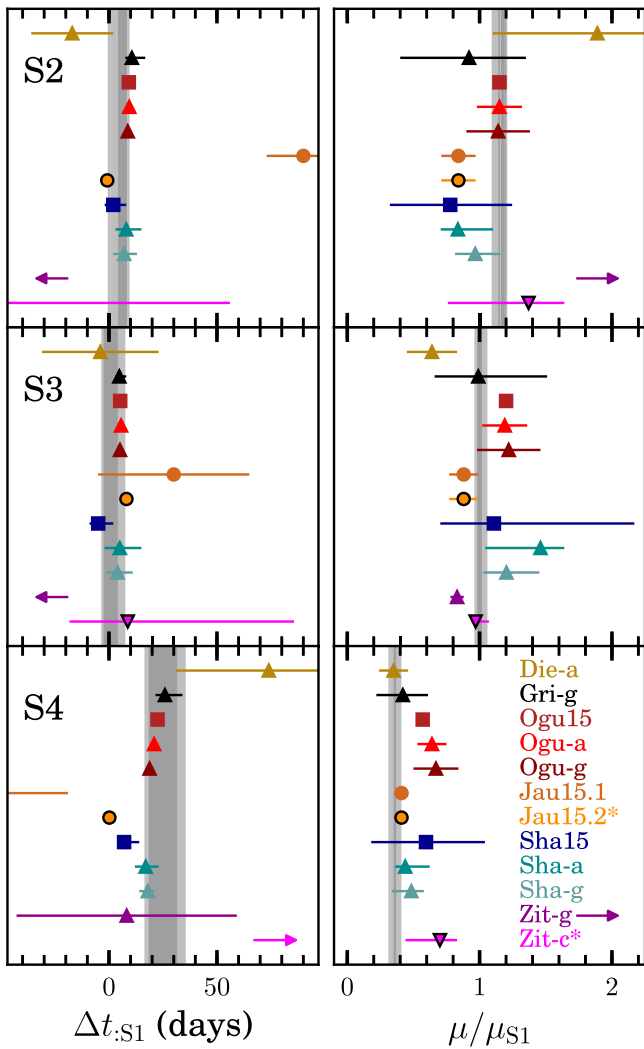 S2
S3
S4
Die-a
Gri-g
Ogu15
Ogu-a
Ogu-g
Jau15.1
Jau15.2*
Sha15
Sha-a
Sha-g
Zit-g
Zit-c*
0 50
0 1 2
Δt:S1 (days)
μ/μS1